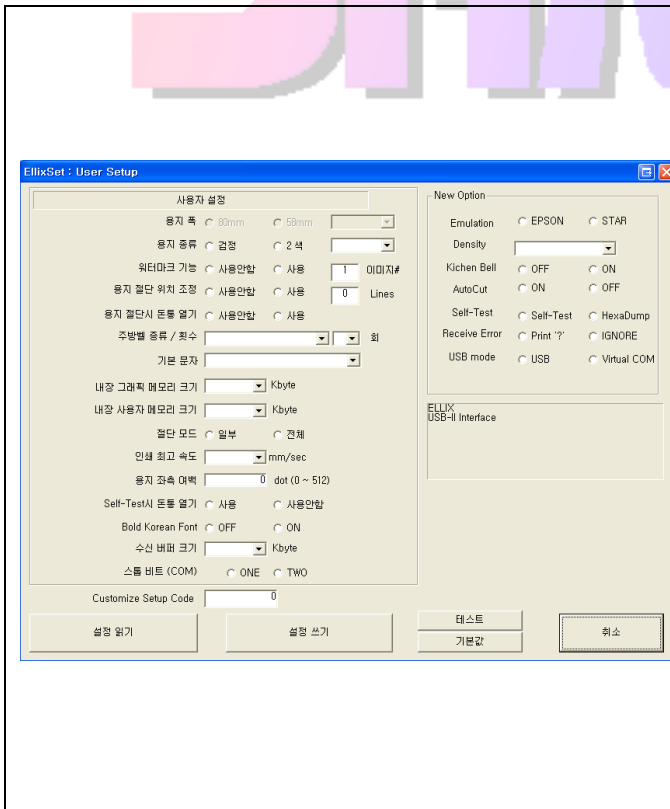 EllixSet : User Setup
사용자 설정
용지 폭 80mm 58mm
용지 종류 검정 2 색
워터마크 기능 사용안함 사용 1 이미지#
용지 절단 위치 조정 사용안함 사용 0 Lines
용지 절단시 돈통 열기 사용안함 사용
주방벨 종류 / 횟수 회
기본 문자
내장 그래픽 메모리 크기 Kbyte
내장 사용자 메모리 크기 Kbyte
절단 모드 일부 전체
인쇄 최고 속도 mm/sec
용지 좌측 여백 0 dot (0 ~ 512)
Self-Test시 돈통 열기 사용 사용안함
Bold Korean Font OFF ON
수신 버퍼 크기 Kbyte
스톱 비트 (COM) ONE TWO
Customize Setup Code 0
설정 읽기 설정 쓰기
New Option
Emulation EPSON STAR
Density
Kichen Bell OFF ON
AutoCut ON OFF
Self-Test Self-Test HexaDump
Receive Error Print '?' IGNORE
USB mode USB Virtual COM
ELLIX
USB-II Interface
테스트
기본값
취소